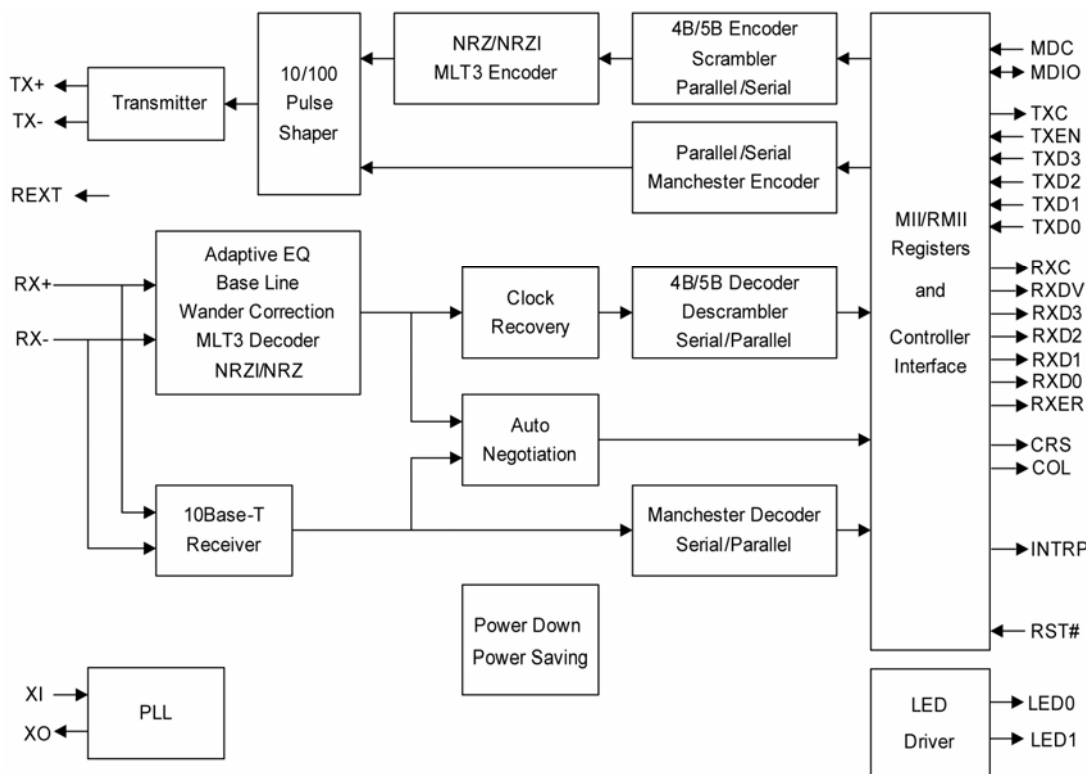 NRZ/NRZI
MLT3 Encoder
4B/5B Encoder
Scrambler
Parallel/Serial
10/100
Pulse
Shaper
Transmitter
TX+
TX-
REXT
Parallel/Serial
Manchester Encoder
MDC
MDIO
TXC
TXEN
TXD3
TXD2
TXD1
TXD0
MII/RMII
Registers
and
Controller
Interface
RX+
RX-
Adaptive EQ
Base Line
Wander Correction
MLT3 Decoder
NRZI/NRZ
Clock
Recovery
4B/5B Decoder
Descrambler
Serial/Parallel
RXC
RXDV
RXD3
RXD2
RXD1
RXD0
RXER
CRS
COL
Auto
Negotiation
10Base-T
Receiver
Manchester Decoder
Serial/Parallel
INTRP
RST#
Power Down
Power Saving
XI
XO
PLL
LED
Driver
LED0
LED1